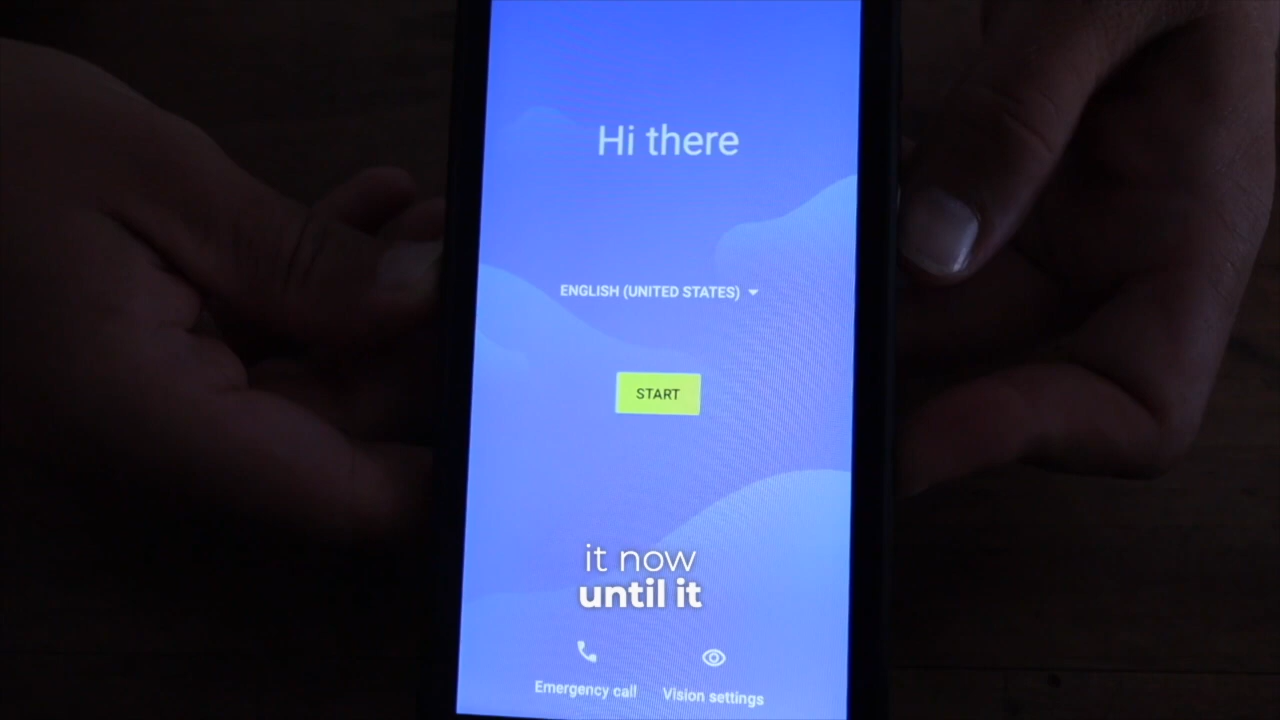 Hi there
ENGLISH (UNITED STATES)
START
it now
until it
Emergency call
Vision settings